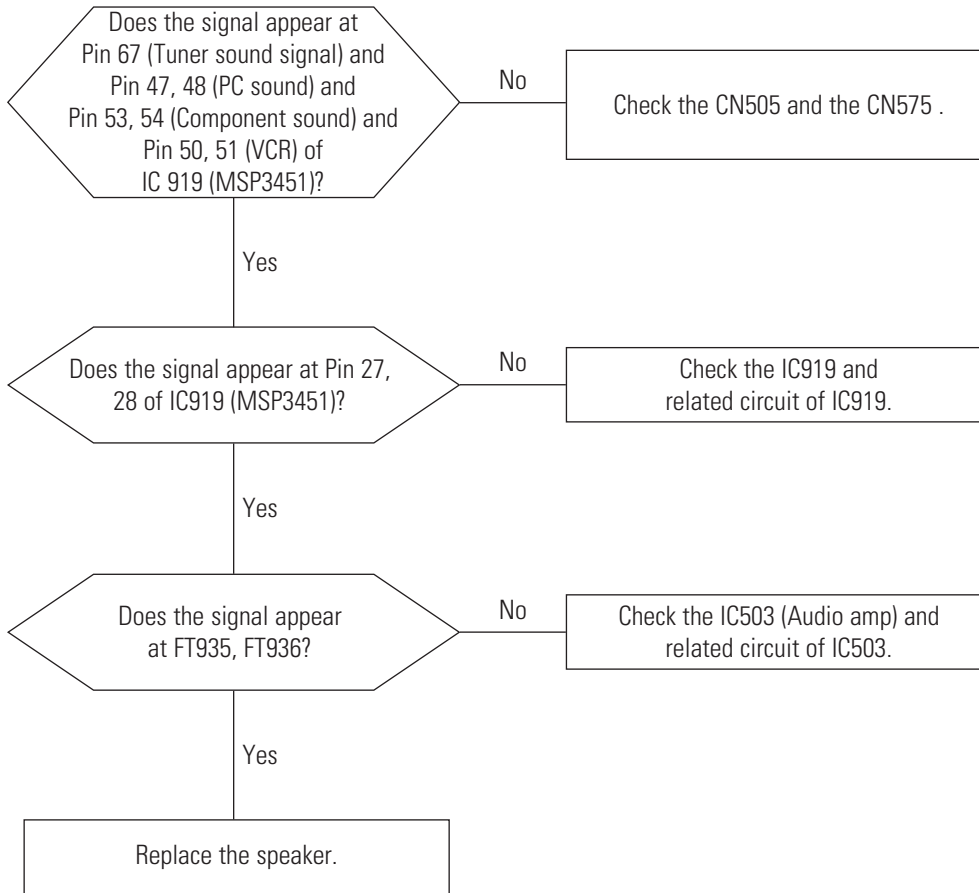 Does the signal appear at
Pin 67 (Tuner sound signal) and
Pin 47, 48 (PC sound) and
Pin 53, 54 (Component sound) and
Pin 50, 51 (VCR) of
IC 919 (MSP3451)?
No
Check the CN505 and the CN575 .
Yes
Does the signal appear at Pin 27,
28 of IC919 (MSP3451)?
No
Check the IC919 and
related circuit of IC919.
Yes
Does the signal appear
at FT935, FT936?
No
Check the IC503 (Audio amp) and
related circuit of IC503.
Yes
Replace the speaker.